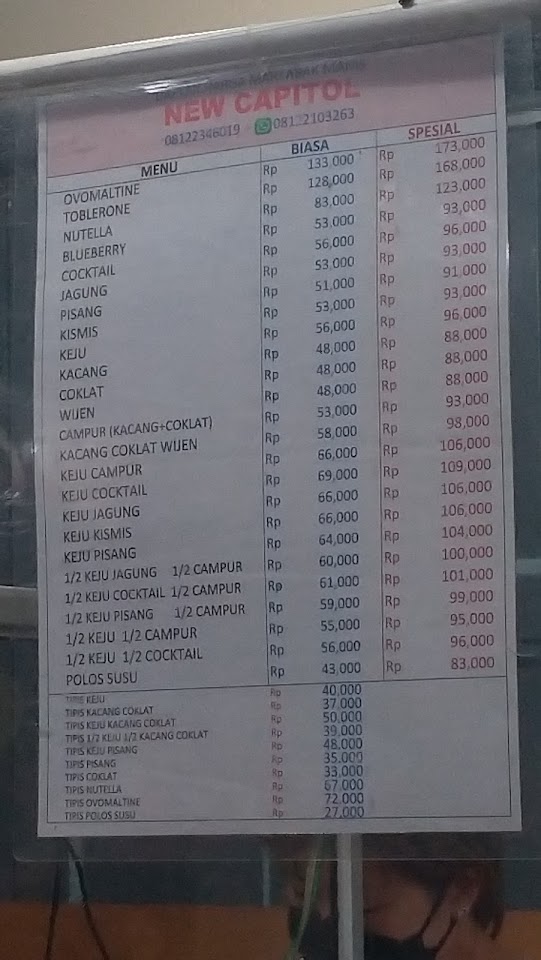 MARTABAK MANIS
NEW CAPITOL
08122346019 08122103263
MENU BIASA SPESIAL
OVOMALTINE Rp 133,000 Rp 173,000
TOBLERONE Rp 128,000 Rp 168,000
NUTELLA Rp 83,000 Rp 123,000
BLUEBERRY Rp 53,000 Rp 93,000
COCKTAIL Rp 56,000 Rp 96,000
JAGUNG Rp 53,000 Rp 93,000
PISANG Rp 51,000 Rp 91,000
KISMIS Rp 53,000 Rp 93,000
KEJU Rp 56,000 Rp 96,000
KACANG Rp 48,000 Rp 88,000
COKLAT Rp 48,000 Rp 88,000
WIJEN Rp 48,000 Rp 88,000
CAMPUR (KACANG+COKLAT) Rp 53,000 Rp 93,000
KACANG COKLAT WIJEN Rp 58,000 Rp 98,000
KEJU CAMPUR Rp 66,000 Rp 106,000
KEJU COCKTAIL Rp 69,000 Rp 109,000
KEJU JAGUNG Rp 66,000 Rp 106,000
KEJU KISMIS Rp 66,000 Rp 106,000
KEJU PISANG Rp 64,000 Rp 104,000
1/2 KEJU JAGUNG 1/2 CAMPUR Rp 60,000 Rp 100,000
1/2 KEJU COCKTAIL 1/2 CAMPUR Rp 61,000 Rp 101,000
1/2 KEJU PISANG 1/2 CAMPUR Rp 59,000 Rp 99,000
1/2 KEJU 1/2 CAMPUR Rp 55,000 Rp 95,000
1/2 KEJU 1/2 COCKTAIL Rp 56,000 Rp 96,000
POLOS SUSU Rp 43,000 Rp 83,000
TIPIS KEJU Rp 40,000
TIPIS KACANG COKLAT Rp 37,000
TIPIS KEJU KACANG COKLAT Rp 50,000
TIPIS 1/2 KEJU 1/2 KACANG COKLAT Rp 39,000
TIPIS KEJU PISANG Rp 48,000
TIPIS PISANG Rp 35,000
TIPIS COKLAT Rp 33,000
TIPIS NUTELLA Rp 67,000
TIPIS OVOMALTINE Rp 72,000
TIPIS POLOS SUSU Rp 27,000